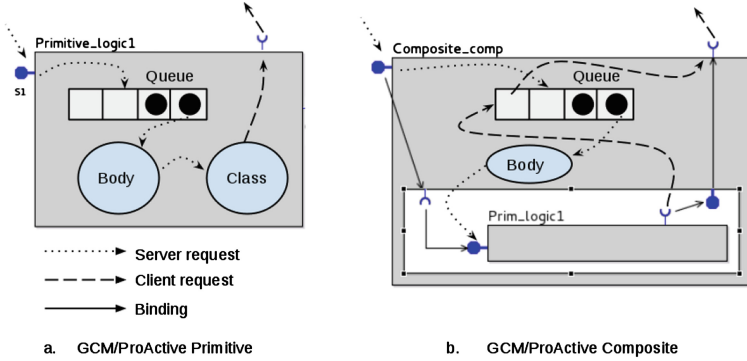 Primitive_logic1
S1
Queue
Body
Class
Composite_comp
Queue
Body
Prim_logic1
Server request
Client request
Binding
a. GCM/ProActive Primitive
b. GCM/ProActive Composite